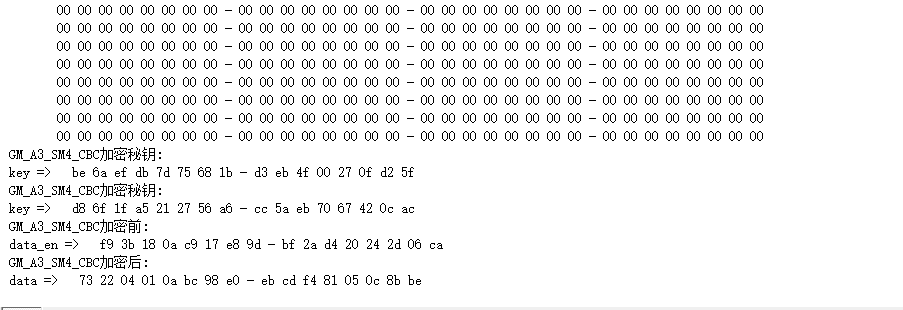 00 00 00 00 00 00 00 00 - 00 00 00 00 00 00 00 00 - 00 00 00 00 00 00 00 00 - 00 00 00 00 00 00 00 00
00 00 00 00 00 00 00 00 - 00 00 00 00 00 00 00 00 - 00 00 00 00 00 00 00 00 - 00 00 00 00 00 00 00 00
00 00 00 00 00 00 00 00 - 00 00 00 00 00 00 00 00 - 00 00 00 00 00 00 00 00 - 00 00 00 00 00 00 00 00
00 00 00 00 00 00 00 00 - 00 00 00 00 00 00 00 00 - 00 00 00 00 00 00 00 00 - 00 00 00 00 00 00 00 00
00 00 00 00 00 00 00 00 - 00 00 00 00 00 00 00 00 - 00 00 00 00 00 00 00 00 - 00 00 00 00 00 00 00 00
00 00 00 00 00 00 00 00 - 00 00 00 00 00 00 00 00 - 00 00 00 00 00 00 00 00 - 00 00 00 00 00 00 00 00
00 00 00 00 00 00 00 00 - 00 00 00 00 00 00 00 00 - 00 00 00 00 00 00 00 00 - 00 00 00 00 00 00 00 00
00 00 00 00 00 00 00 00 - 00 00 00 00 00 00 00 00 - 00 00 00 00 00 00 00 00 - 00 00 00 00 00 00 00 00
GM_A3_SM4_CBC加密秘钥:
key => be 6a ef db 7d 75 68 1b - d3 eb 4f 00 27 0f d2 5f
GM_A3_SM4_CBC加密秘钥:
key => d8 6f 1f a5 21 27 56 a6 - cc 5a eb 70 67 42 0c ac
GM_A3_SM4_CBC加密前:
data_en => f9 3b 18 0a c9 17 e8 9d - bf 2a d4 20 24 2d 06 ca
GM_A3_SM4_CBC加密后:
data => 73 22 04 01 0a bc 98 e0 - eb cd f4 81 05 0c 8b be